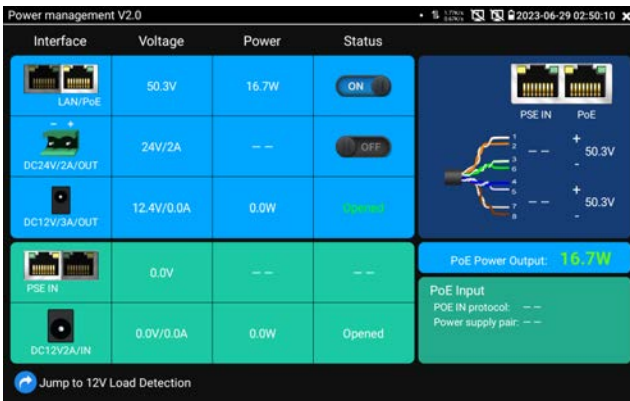 Power management V2.0
2023-06-29 02:50:10
Interface Voltage Power Status
LAN/PoE 50.3V 16.7W ON
- +
DC24V/2A/OUT 24V/2A -- OFF
DC12V/3A/OUT 12.4V/0.0A 0.0W Opened
PSE IN 0.0V -- --
DC12V2A/IN 0.0V/0.0A 0.0W Opened
Jump to 12V Load Detection
PSE IN PoE
1
2
3
6
-- + 50.3V -
4
5
7
8
-- + 50.3V -
PoE Power Output: 16.7W
PoE Input
POE IN protocol: --
Power supply pair: --